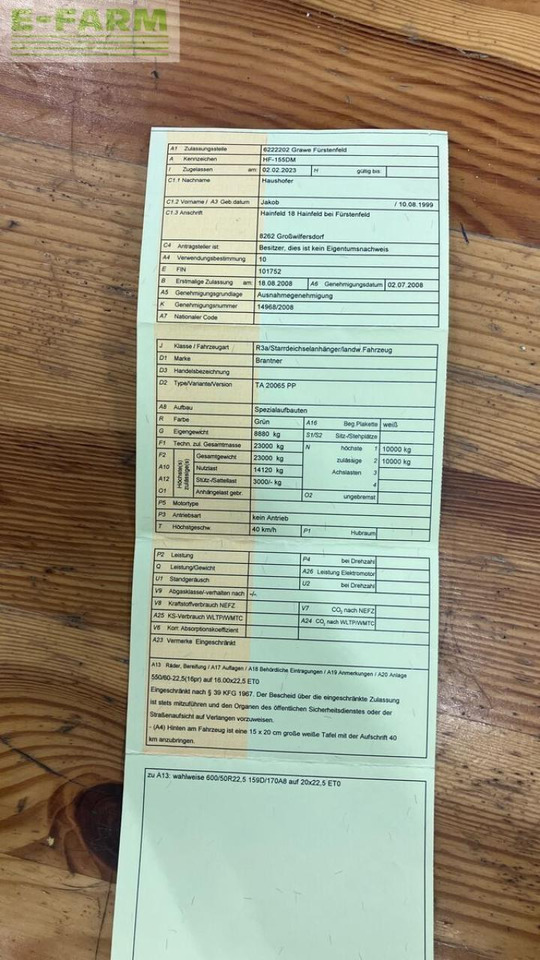 E-FARM
A1 Zulassungsstelle 6222202 Grawe Fürstenfeld
A Kennzeichen HF-155DM
I Zugelassen am: 02.02.2023 H gültig bis:
C1.1 Nachname Haushofer
C1.2 Vorname / A3 Geb.datum Jakob / 10.08.1999
C1.3 Anschrift Hainfeld 18 Hainfeld bei Fürstenfeld
8262 Großwilfersdorf
C4 Antragsteller ist: Besitzer, dies ist kein Eigentumsnachweis
A4 Verwendungsbestimmung 10
E FIN 101752
B Erstmalige Zulassung am: 18.08.2008 A6 Genehmigungsdatum 02.07.2008
A5 Genehmigungsgrundlage Ausnahmegenehmigung
K Genehmigungsnummer 14968/2008
A7 Nationaler Code
J Klasse / Fahrzeugart R3a/Starrdeichselanhänger/landw.Fahrzeug
D1 Marke Brantner
D3 Handelsbezeichnung
D2 Type/Variante/Version TA 20065 PP
A8 Aufbau Spezialaufbauten
R Farbe Grün A16 Beg.Plakette weiß
G Eigengewicht 8880 kg S1/S2 Sitz-/Stehplätze
F1 Techn. zul. Gesamtmasse 23000 kg N höchste 1 10000 kg
F2 Höchste(s) zulässige(s) Gesamtgewicht 23000 kg zulässige 2 10000 kg
A10 Nutzlast 14120 kg Achslasten 3
A12 Stütz-/Sattellast 3000/- kg 4
O1 Anhängelast gebr. O2 ungebremst
P5 Motortype
P3 Antriebsart kein Antrieb
T Höchstgeschw. 40 km/h P1 Hubraum
P2 Leistung P4 bei Drehzahl
Q Leistung/Gewicht A26 Leistung Elektromotor
U1 Standgeräusch U2 bei Drehzahl
V9 Abgasklasse/-verhalten nach -/-.
V8 Kraftstoffverbrauch NEFZ V7 CO2 nach NEFZ
A25 KS-Verbrauch WLTP/WMTC A24 CO2 nach WLTP/WMTC
V6 Korr. Absorptionskoeffizient
A23 Vermerke Eingeschränkt
A13 Räder, Bereifung / A17 Auflagen / A18 Behördliche Eintragungen / A19 Anmerkungen / A20 Anlage
550/60-22,5(16pr) auf 16.00x22,5 ET0
Eingeschränkt nach § 39 KFG 1967. Der Bescheid über die eingeschränkte Zulassung
ist stets mitzuführen und den Organen des öffentlichen Sicherheitsdienstes oder der
Straßenaufsicht auf Verlangen vorzuweisen.
- (A4) Hinten am Fahrzeug ist eine 15 x 20 cm große weiße Tafel mit der Aufschrift 40
km anzubringen.
zu A13: wahlweise 600/50R22,5 159D/170A8 auf 20x22,5 ET0